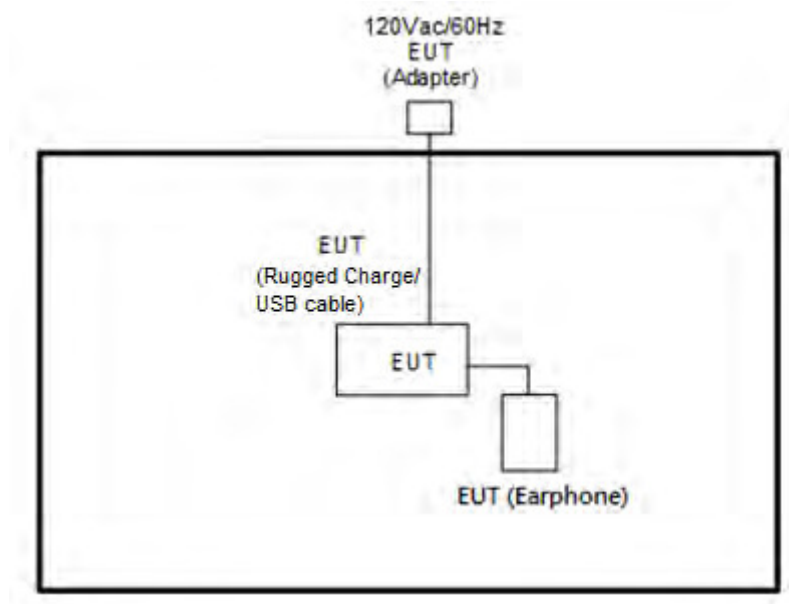 120Vac/60Hz
EUT
(Adapter)
EUT
(Rugged Charge/
USB cable)
EUT
EUT (Earphone)